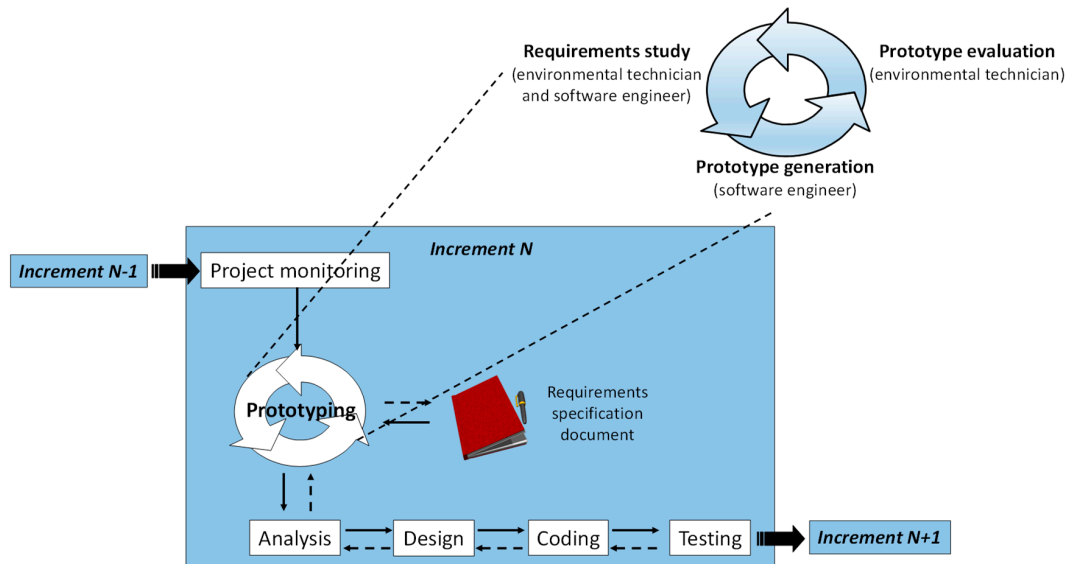 Requirements study
(environmental technician
and software engineer)
Prototype evaluation
(environmental technician)
Prototype generation
(software engineer)
Increment N
Increment N-1
Project monitoring
Prototyping
Requirements
specification
document
Analysis
Design
Coding
Testing
Increment N+1